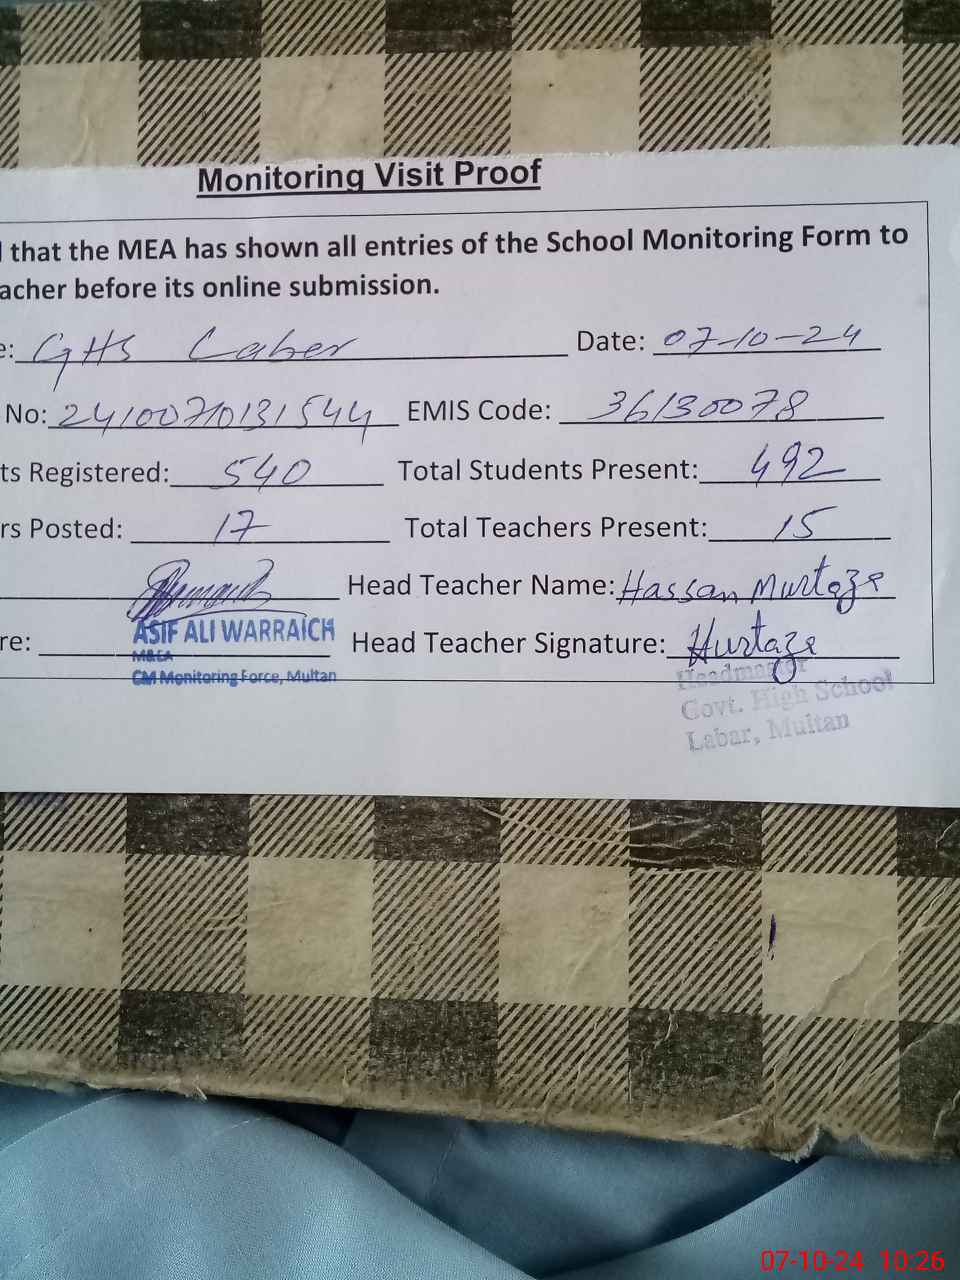 Monitoring Visit Proof
that the MEA has shown all entries of the School Monitoring Form to
acher before its online submission.
e: GHS Laber Date: 07-10-24
No: 24100710131544 EMIS Code: 36130078
ts Registered: 540 Total Students Present: 492
rs Posted: 17 Total Teachers Present: 15
Head Teacher Name: Hassan Murtaza
ASIF ALI WARRAICH
re: Head Teacher Signature: Murtaza
M&EA
CM Monitoring Force, Multan
Headmaster
Govt. High School
Labar, Multan
07-10-24 10:26